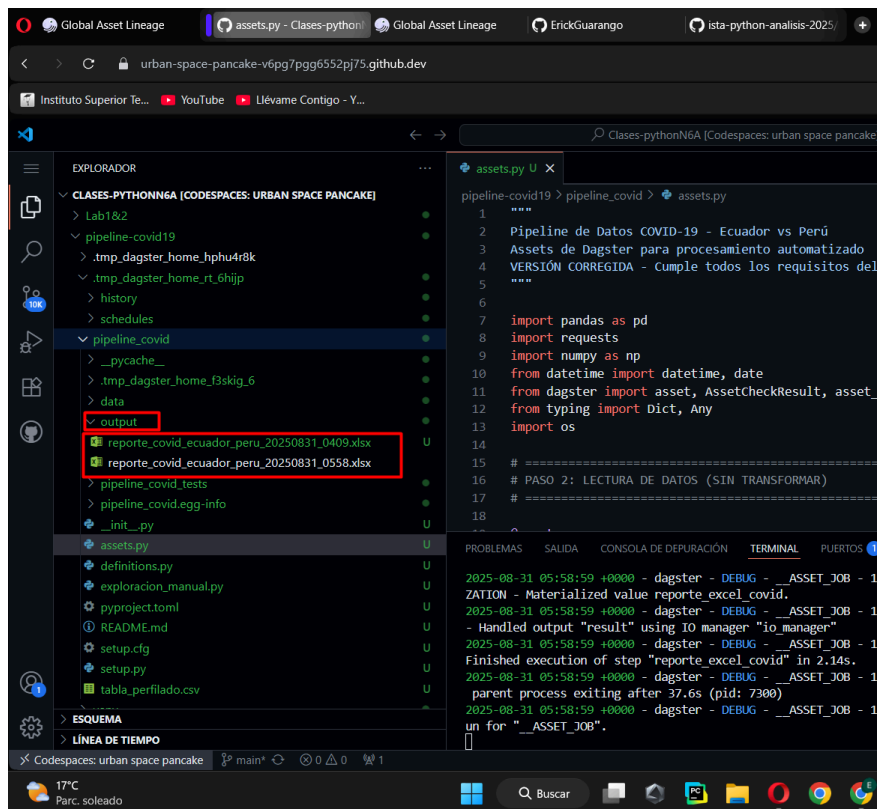 Global Asset Lineage
assets.py - Clases-python
Global Asset Lineage
ErickGuarango
ista-python-analisis-2025/
urban-space-pancake-v6pg7pgg6552pj75.github.dev
Instituto Superior Te...
YouTube
Llévame Contigo - Y...
Clases-pythonN6A [Codespaces: urban space pancake
EXPLORADOR
assets.py U
CLASES-PYTHONN6A [CODESPACES: URBAN SPACE PANCAKE]
Lab1&2
pipeline-covid19
.tmp_dagster_home_hphu4r8k
.tmp_dagster_home_rt_6hijp
history
schedules
pipeline_covid
__pycache__
.tmp_dagster_home_f3skig_6
data
output
reporte_covid_ecuador_peru_20250831_0409.xlsx U
reporte_covid_ecuador_peru_20250831_0558.xlsx
pipeline_covid_tests
pipeline_covid.egg-info
__init__.py U
assets.py U
definitions.py U
exploracion_manual.py U
pyproject.toml U
README.md U
setup.cfg U
setup.py U
tabla_perfilado.csv U
ESQUEMA
LÍNEA DE TIEMPO
10K
1
pipeline-covid19 > pipeline_covid > assets.py
1 """
2 Pipeline de Datos COVID-19 - Ecuador vs Perú
3 Assets de Dagster para procesamiento automatizado
4 VERSIÓN CORREGIDA - Cumple todos los requisitos del
5 """
6
7 import pandas as pd
8 import requests
9 import numpy as np
10 from datetime import datetime, date
11 from dagster import asset, AssetCheckResult, asset_
12 from typing import Dict, Any
13 import os
14
15 # ================================================
16 # PASO 2: LECTURA DE DATOS (SIN TRANSFORMAR)
17 # ================================================
18
PROBLEMAS SALIDA CONSOLA DE DEPURACIÓN TERMINAL PUERTOS 1
2025-08-31 05:58:59 +0000 - dagster - DEBUG - __ASSET_JOB - 1
ZATION - Materialized value reporte_excel_covid.
2025-08-31 05:58:59 +0000 - dagster - DEBUG - __ASSET_JOB - 1
- Handled output "result" using IO manager "io_manager"
2025-08-31 05:58:59 +0000 - dagster - DEBUG - __ASSET_JOB - 1
Finished execution of step "reporte_excel_covid" in 2.14s.
2025-08-31 05:58:59 +0000 - dagster - DEBUG - __ASSET_JOB - 1
parent process exiting after 37.6s (pid: 7300)
2025-08-31 05:58:59 +0000 - dagster - DEBUG - __ASSET_JOB - 1
un for "__ASSET_JOB".
Codespaces: urban space pancake main* 0 0 1
17°C
Parc. soleado
Buscar